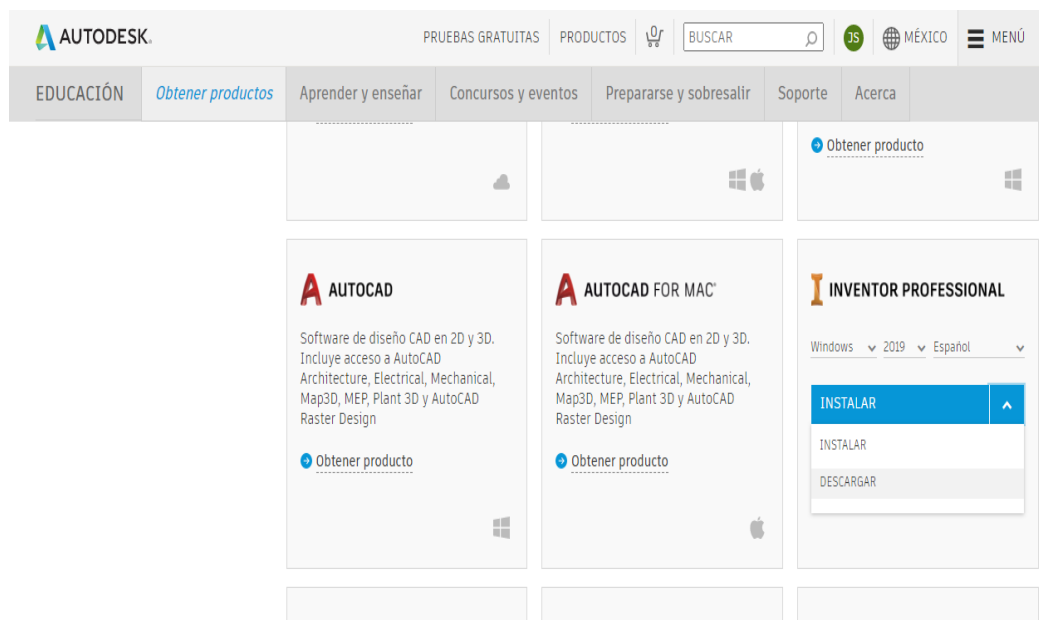 AUTODESK.
PRUEBAS GRATUITAS
PRODUCTOS
0
BUSCAR
JS
MÉXICO
MENÚ
EDUCACIÓN
Obtener productos
Aprender y enseñar
Concursos y eventos
Prepararse y sobresalir
Soporte
Acerca
Obtener producto
AUTOCAD
Software de diseño CAD en 2D y 3D.
Incluye acceso a AutoCAD
Architecture, Electrical, Mechanical,
Map3D, MEP, Plant 3D y AutoCAD
Raster Design
Obtener producto
AUTOCAD FOR MAC®
Software de diseño CAD en 2D y 3D.
Incluye acceso a AutoCAD
Architecture, Electrical, Mechanical,
Map3D, MEP, Plant 3D y AutoCAD
Raster Design
Obtener producto
INVENTOR PROFESSIONAL
Windows 2019 Español
INSTALAR
INSTALAR
DESCARGAR